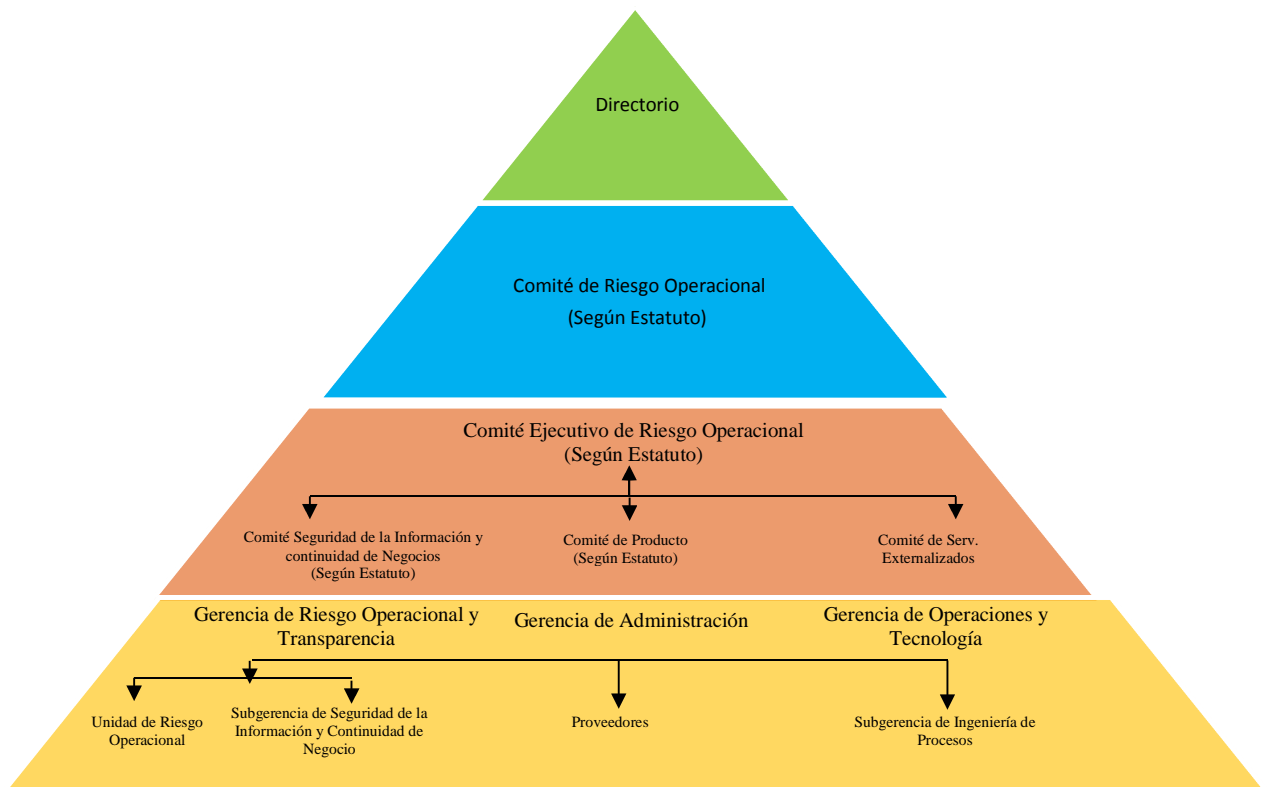 Directorio
Comité de Riesgo Operacional
(Según Estatuto)
Comité Ejecutivo de Riesgo Operacional
(Según Estatuto)
Comité Seguridad de la Información y
continuidad de Negocios
(Según Estatuto)
Comité de Producto
(Según Estatuto)
Comité de Serv.
Externalizados
Gerencia de Riesgo Operacional y
Transparencia
Gerencia de Administración
Gerencia de Operaciones y
Tecnología
Unidad de Riesgo
Operacional
Subgerencia de Seguridad de la
Información y Continuidad de
Negocio
Proveedores
Subgerencia de Ingeniería de
Procesos